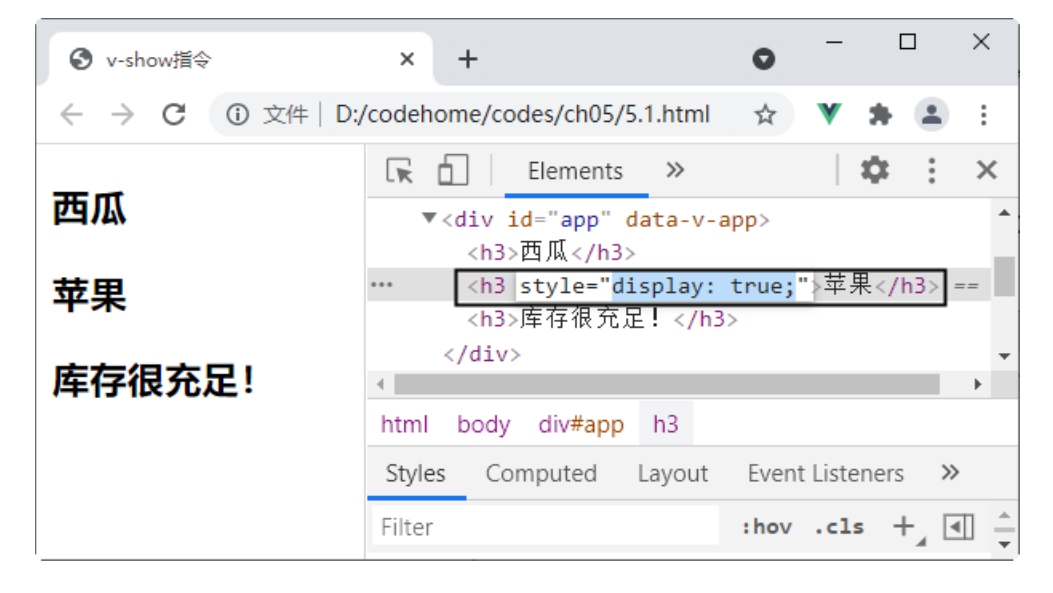 v-show指令
文件 D:/codehome/codes/ch05/5.1.html
西瓜
苹果
库存很充足！
Elements
<div id="app" data-v-app>
<h3>西瓜</h3>
<h3 style="display: true;">苹果</h3> ==
<h3>库存很充足！</h3>
</div>
html body div#app h3
Styles Computed Layout Event Listeners
Filter :hov .cls